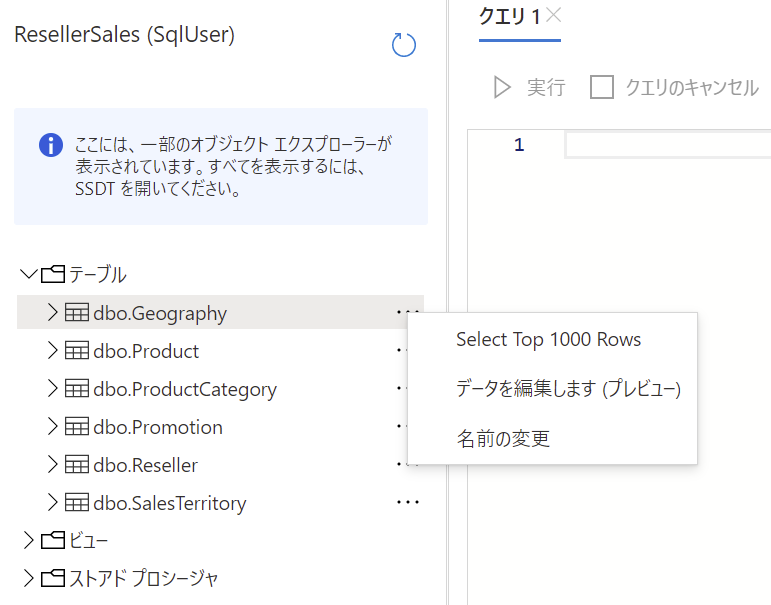 ResellerSales (SqlUser)
クエリ 1
実行 クエリのキャンセル
ここには、一部のオブジェクト エクスプローラーが
表示されています。すべてを表示するには、
SSDT を開いてください。
1
テーブル
dbo.Geography
dbo.Product
dbo.ProductCategory
dbo.Promotion
dbo.Reseller
dbo.SalesTerritory
ビュー
ストアド プロシージャ
Select Top 1000 Rows
データを編集します (プレビュー)
名前の変更